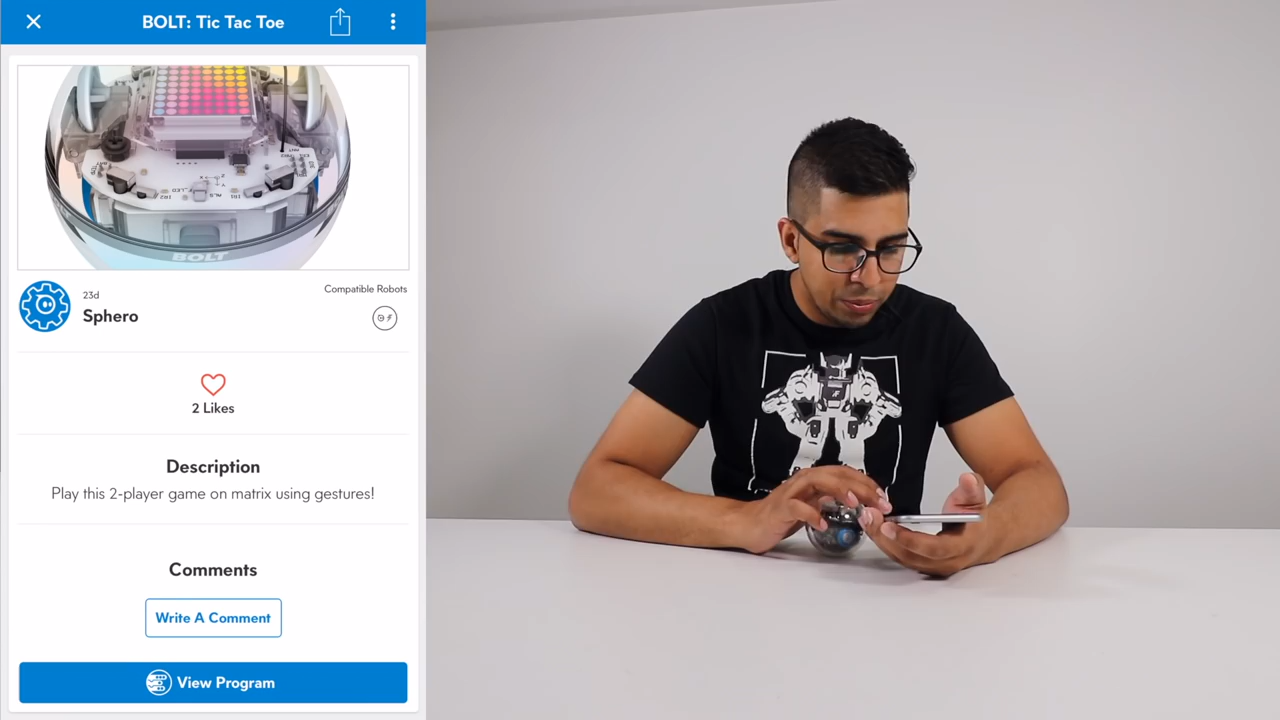 BOLT: Tic Tac Toe
BOLT
23d
Sphero
Compatible Robots
2 Likes
Description
Play this 2-player game on matrix using gestures!
Comments
Write A Comment
View Program